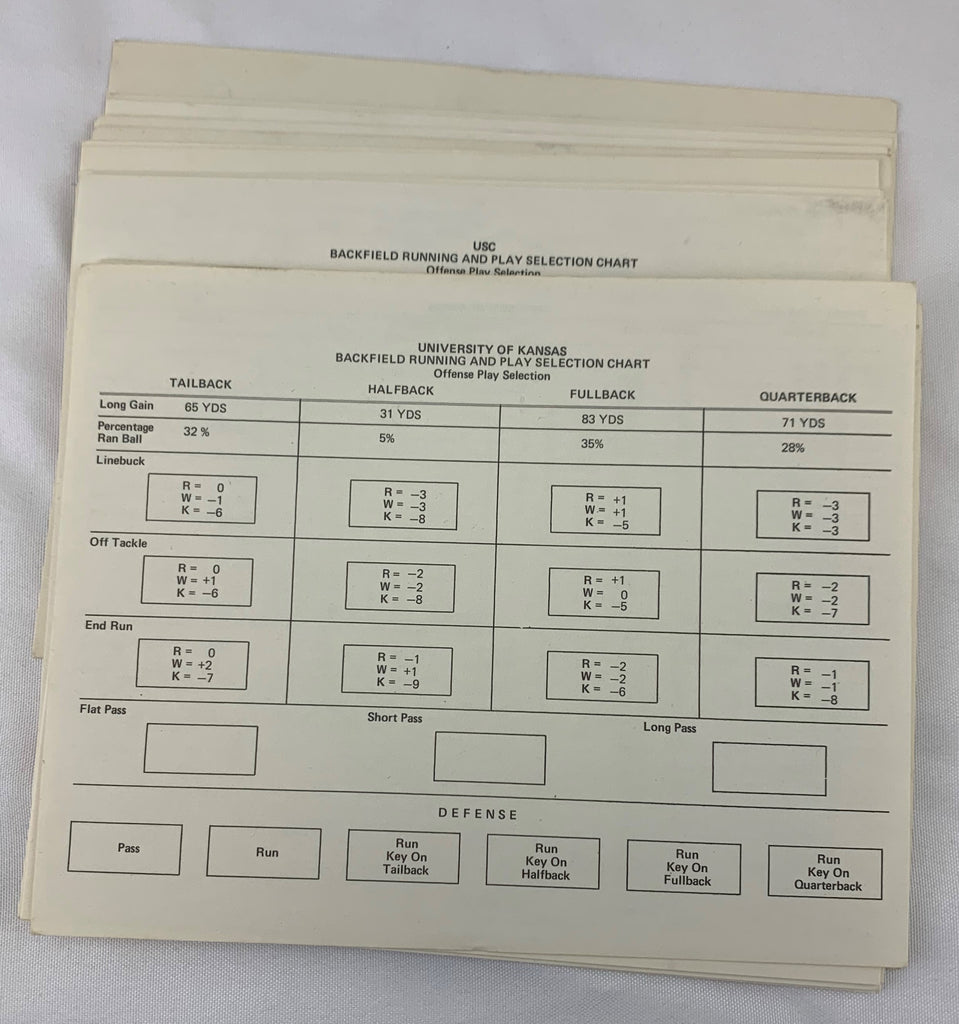 USC
BACKFIELD RUNNING AND PLAY SELECTION CHART
Offense Play Selection
UNIVERSITY OF KANSAS
BACKFIELD RUNNING AND PLAY SELECTION CHART
Offense Play Selection
TAILBACK HALFBACK FULLBACK QUARTERBACK
Long Gain 65 YDS 31 YDS 83 YDS 71 YDS
Percentage
Ran Ball 32 % 5% 35% 28%
Linebuck
R = 0 R = −3 R = +1 R = −3
W = −1 W = −3 W = +1 W = −3
K = −6 K = −8 K = −5 K = −3
Off Tackle
R = 0 R = −2 R = +1 R = −2
W = +1 W = −2 W = 0 W = −2
K = −6 K = −8 K = −5 K = −7
End Run
R = 0 R = −1 R = −2 R = −1
W = +2 W = +1 W = −2 W = −1
K = −7 K = −9 K = −6 K = −8
Flat Pass Short Pass Long Pass
DEFENSE
Pass
Run
Run
Key On
Tailback
Run
Key On
Halfback
Run
Key On
Fullback
Run
Key On
Quarterback